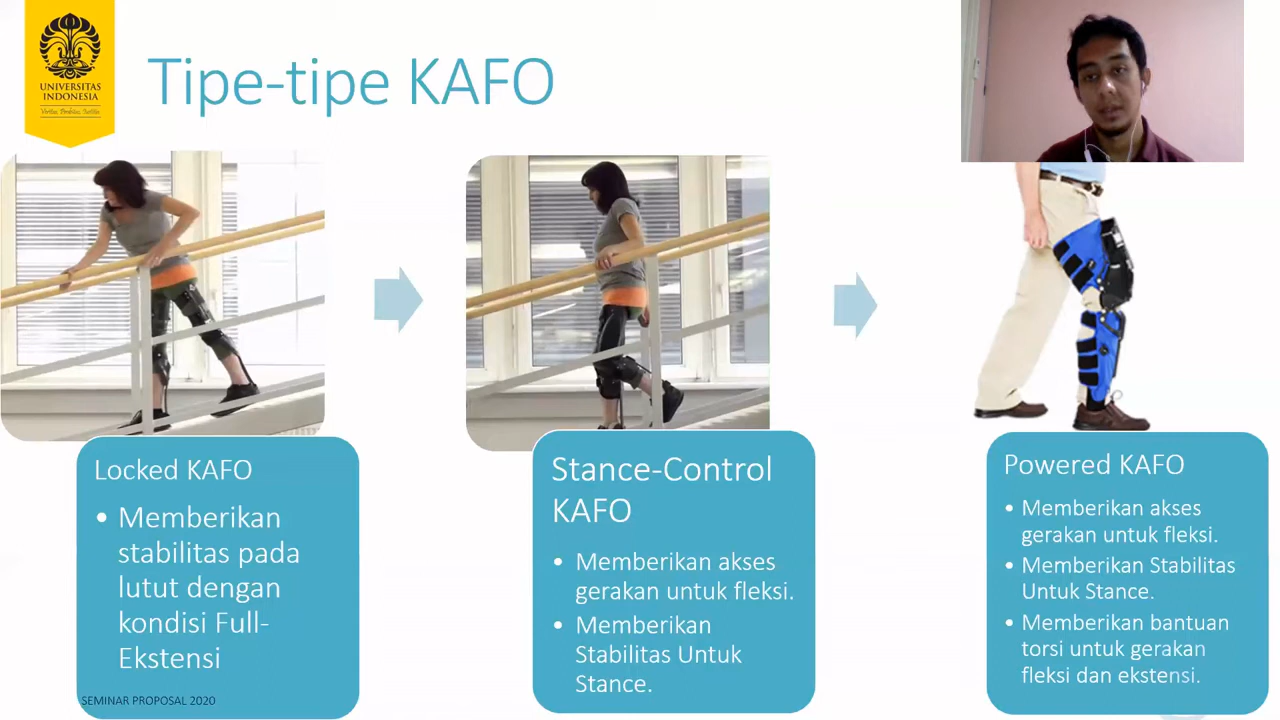 UNIVERSITAS
INDONESIA
Veritas, Probitas, Iustitia
Tipe-tipe KAFO
Locked KAFO
• Memberikan
stabilitas pada
lutut dengan
kondisi Full-
Ekstensi
SEMINAR PROPOSAL 2020
Stance-Control
KAFO
• Memberikan akses
gerakan untuk fleksi.
• Memberikan
Stabilitas Untuk
Stance.
Powered KAFO
• Memberikan akses
gerakan untuk fleksi.
• Memberikan Stabilitas
Untuk Stance.
• Memberikan bantuan
torsi untuk gerakan
fleksi dan ekstensi.